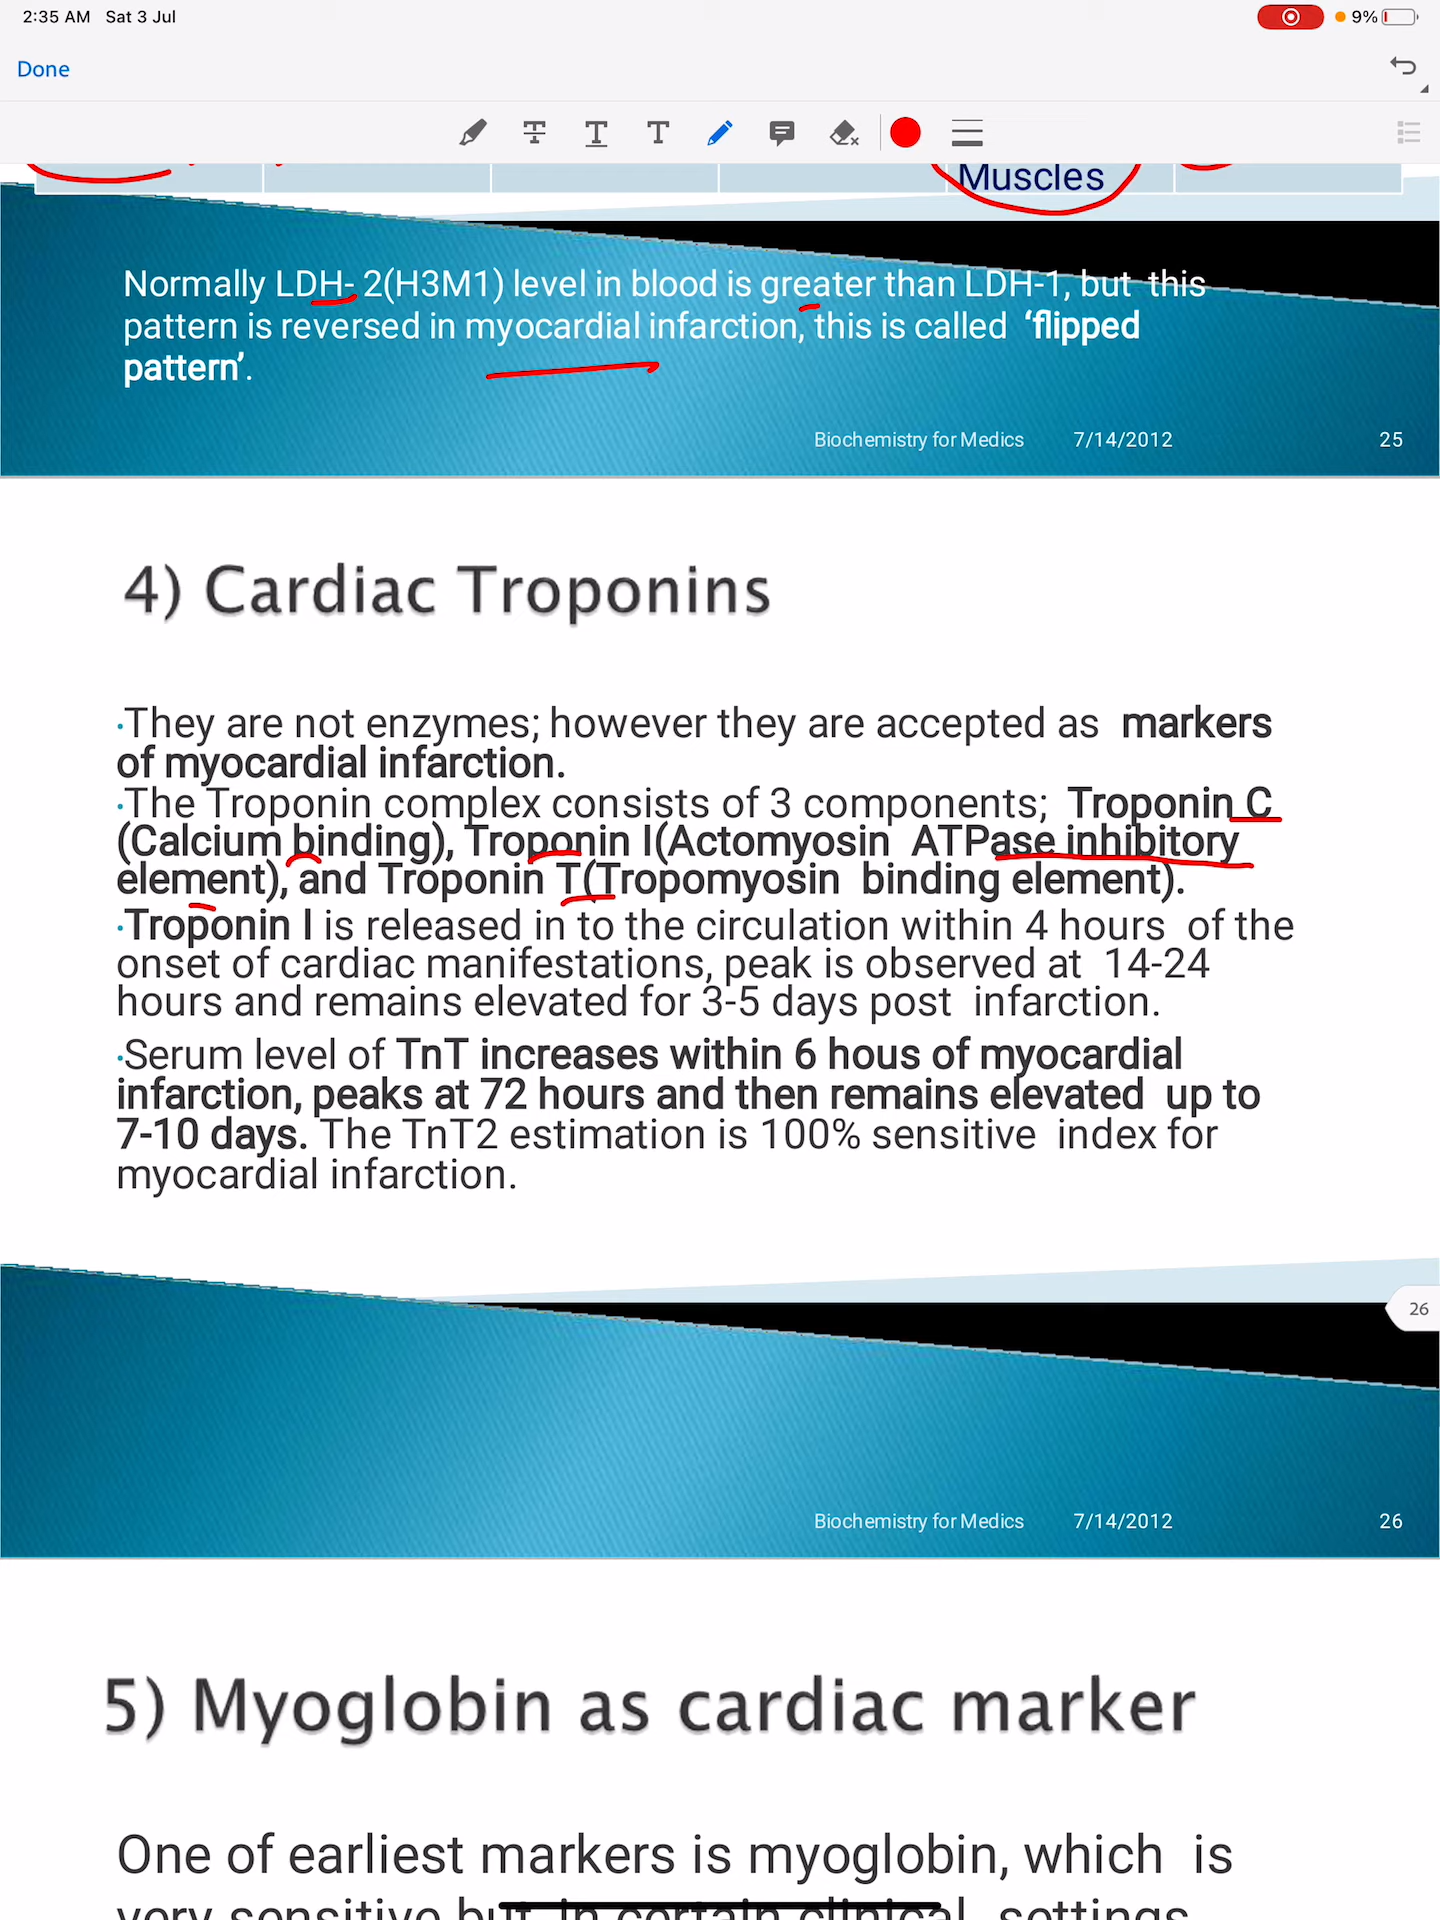 2:35 AM Sat 3 Jul
9%
Done
Muscles
Normally LDH- 2(H3M1) level in blood is greater than LDH-1, but this
pattern is reversed in myocardial infarction, this is called ‘flipped
pattern’.
Biochemistry for Medics 7/14/2012 25
4) Cardiac Troponins
·They are not enzymes; however they are accepted as markers
of myocardial infarction.
·The Troponin complex consists of 3 components; Troponin C
(Calcium binding), Troponin I(Actomyosin ATPase inhibitory
element), and Troponin T(Tropomyosin binding element).
·Troponin I is released in to the circulation within 4 hours of the
onset of cardiac manifestations, peak is observed at 14-24
hours and remains elevated for 3-5 days post infarction.
·Serum level of TnT increases within 6 hous of myocardial
infarction, peaks at 72 hours and then remains elevated up to
7-10 days. The TnT2 estimation is 100% sensitive index for
myocardial infarction.
26
Biochemistry for Medics 7/14/2012 26
5) Myoglobin as cardiac marker
One of earliest markers is myoglobin, which is
very sensitive but in certain clinical settings